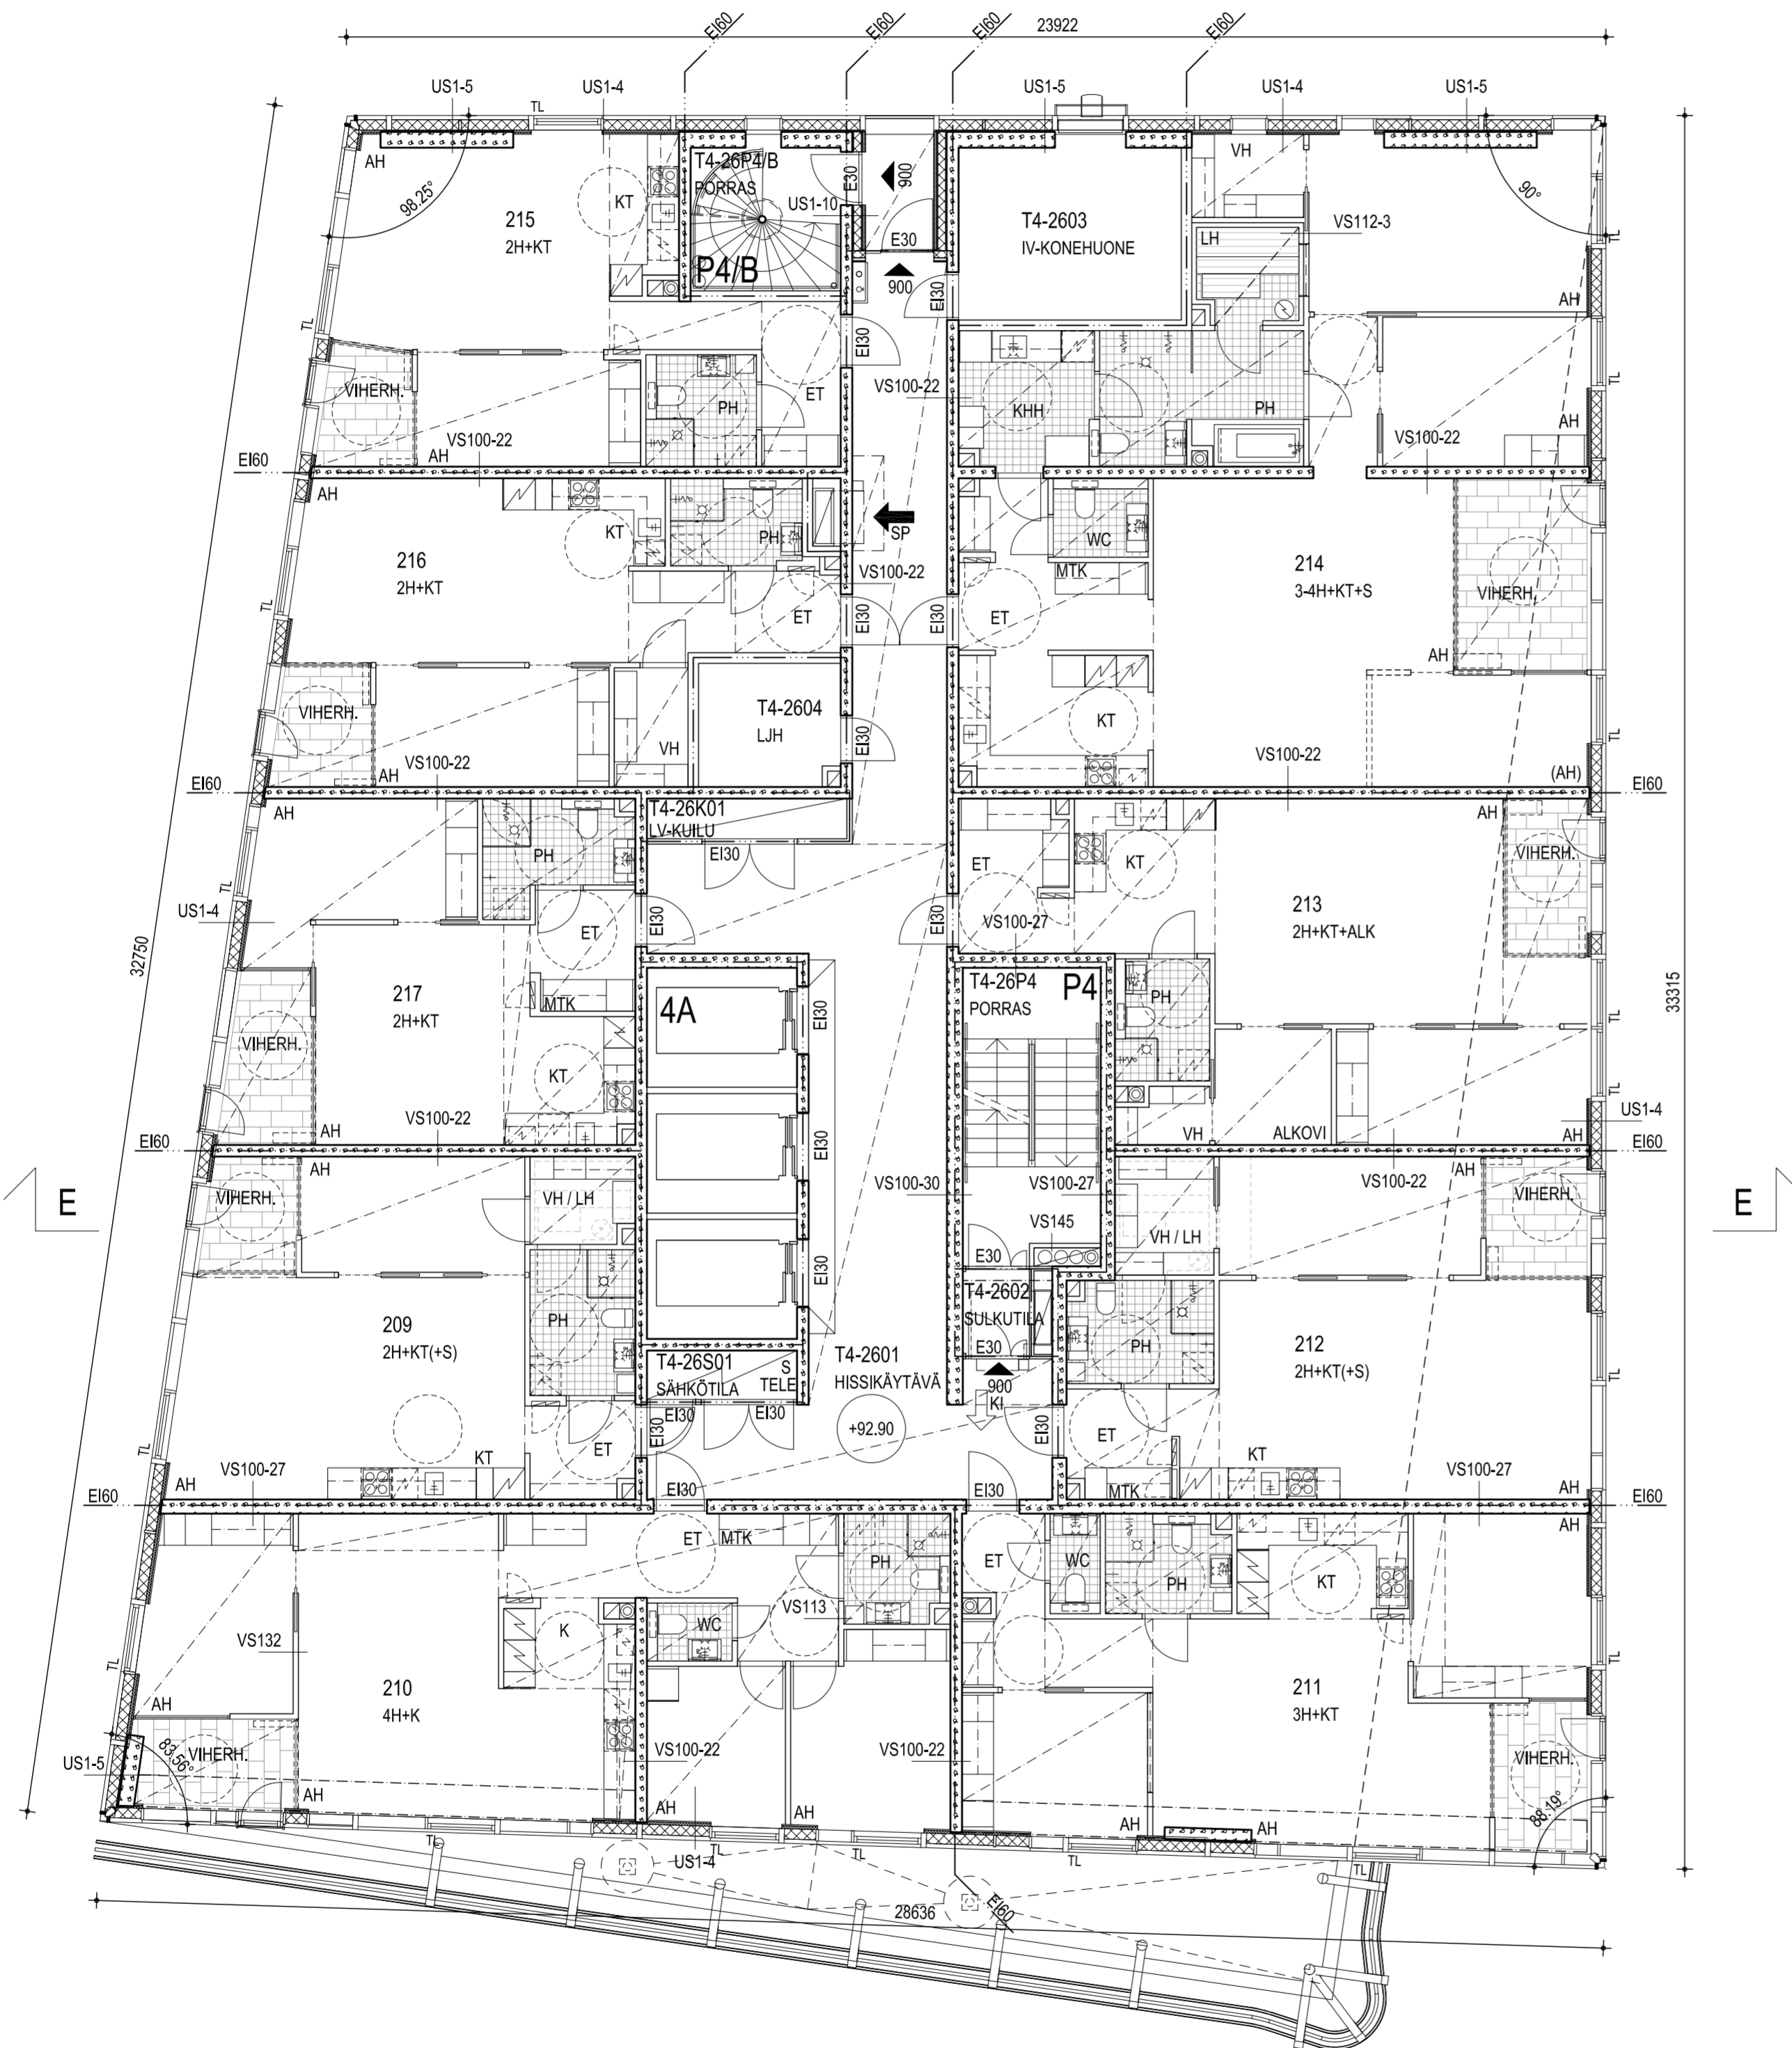 EI60
EI60
EI60
EI60
23922
US1-5
TL
US1-4
US1-5
US1-4
US1-5
AH
98.25°
215
2H+KT
KT
T4-26P4/B
PORRAS
US1-10
P4/B
E30
900
E30
900
EI30
T4-2603
IV-KONEHUONE
VH
LH
VS112-3
90°
TL
AH
TL
VIHERH.
PH
ET
EI30
VS100-22
KHH
PH
TL
AH
VS100-22
EI60
VS100-22
AH
AH
216
2H+KT
KT
PH
SP
VS100-22
WC
MTK
214
3-4H+KT+S
VIHERH.
TL
ET
EI30
EI30
ET
AH
VIHERH.
T4-2604
LJH
VH
EI30
KT
VS100-22
TL
(AH)
AH
VS100-22
EI60
EI60
AH
T4-26K01
LV-KUILU
EI30
AH
PH
ET
KT
VIHERH.
TL
US1-4
ET
EI30
EI30
VS100-27
213
2H+KT+ALK
32750
217
2H+KT
MTK
4A
EI30
T4-26P4
PORRAS
P4
PH
TL
33315
VIHERH.
KT
VS100-22
AH
EI30
VH
ALKOVI
AH
TL
US1-4
EI60
EI60
AH
VIHERH.
VH / LH
VS100-30
VS100-27
VS100-22
AH
VIHERH.
E
E
VS145
VH / LH
E30
EI30
209
2H+KT(+S)
PH
T4-2602
SULKUTILA
E30
PH
212
2H+KT(+S)
T4-26S01
SÄHKÖTILA
S
TELE
T4-2601
HISSIKÄYTÄVÄ
900
KI
TL
+92.90
EI30
EI30
EI30
EI30
ET
ET
TL
KT
KT
VS100-27
VS100-27
AH
AH
MTK
EI30
EI30
EI60
EI60
ET
MTK
PH
ET
WC
PH
KT
AH
VS113
K
WC
VS132
TL
TL
AH
210
4H+K
211
3H+KT
VIHERH.
83.56°
US1-5
VS100-22
VS100-22
VIHERH.
88.19°
AH
AH
AH
AH
AH
TL
US1-4
TL
TL
TL
TL
28636
EI60